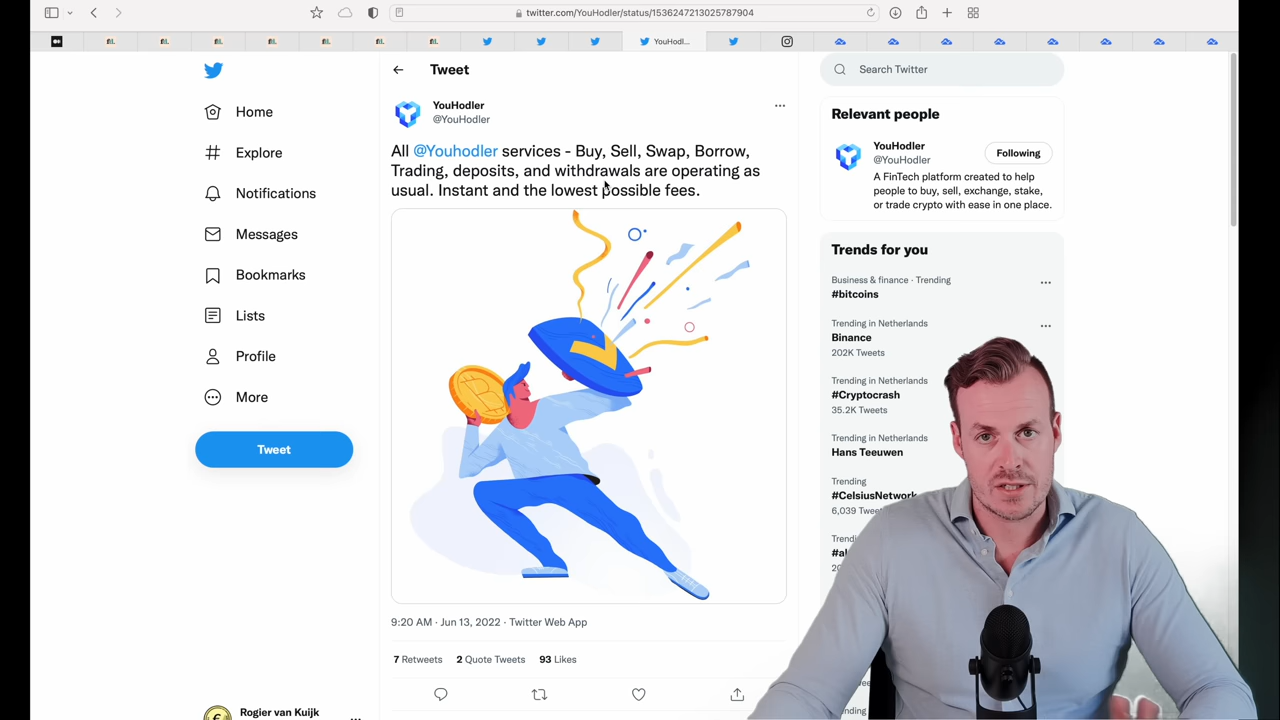 twitter.com/YouHodler/status/1536247213025787904
YouHodl...
Home
Explore
Notifications
Messages
Bookmarks
Lists
Profile
More
Tweet
Rogier van Kuijk
Tweet
YouHodler
@YouHodler
All @Youhodler services - Buy, Sell, Swap, Borrow,
Trading, deposits, and withdrawals are operating as
usual. Instant and the lowest possible fees.
9:20 AM · Jun 13, 2022 · Twitter Web App
7 Retweets 2 Quote Tweets 93 Likes
Search Twitter
Relevant people
YouHodler
@YouHodler
Following
A FinTech platform created to help
people to buy, sell, exchange, stake,
or trade crypto with ease in one place.
Trends for you
Business & finance · Trending
#bitcoins
Trending in Netherlands
Binance
202K Tweets
Trending in Netherlands
#Cryptocrash
35.2K Tweets
Trending in Netherlands
Hans Teeuwen
Trending
#CelsiusNetwork
6,039